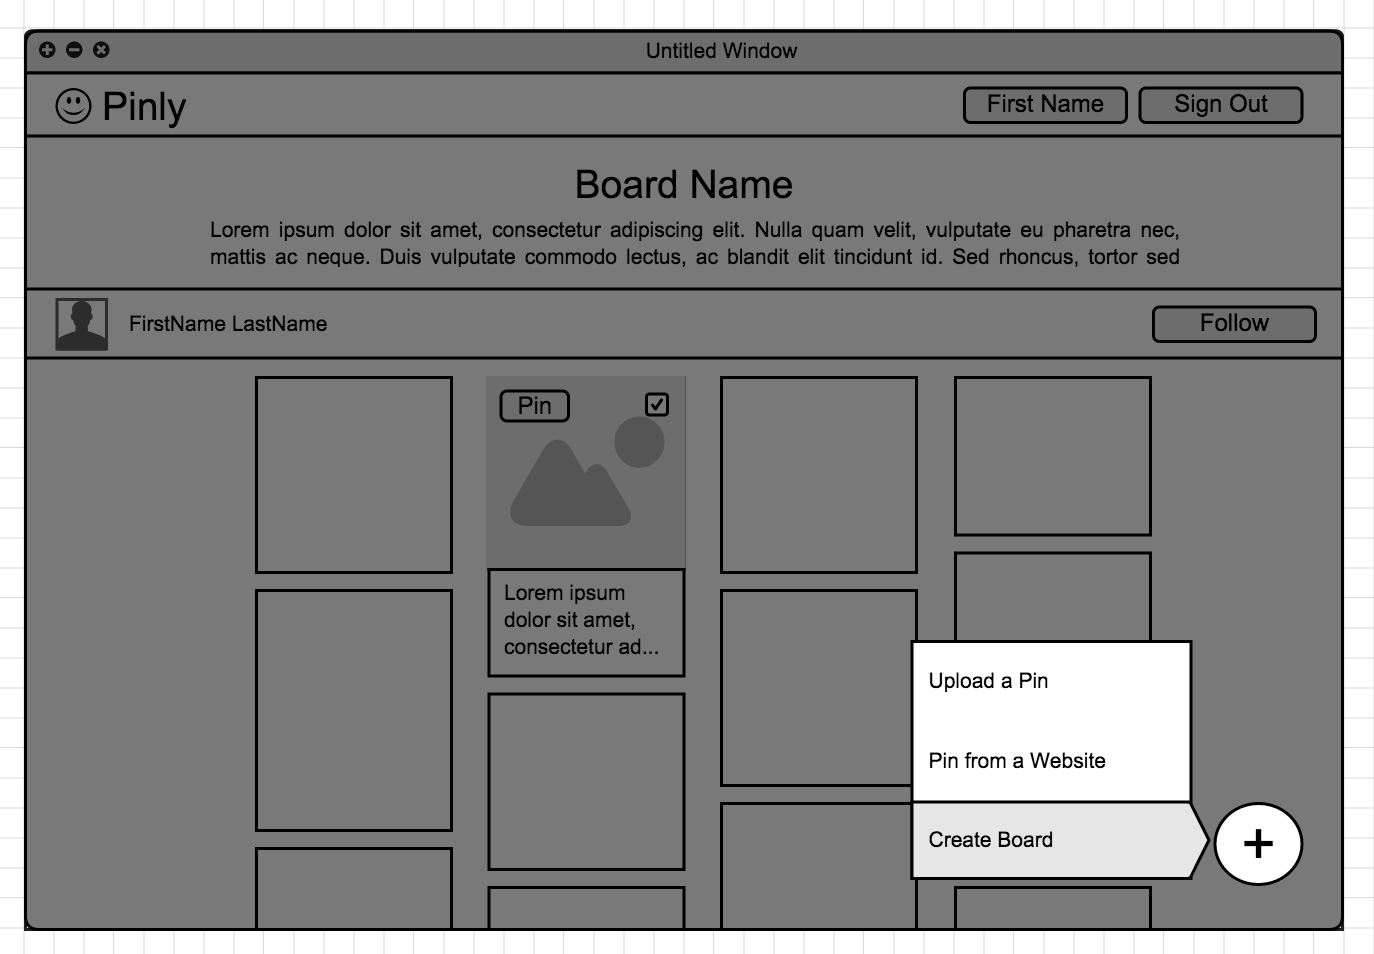 Untitled Window
Pinly
First Name
Sign Out
Board Name
Lorem ipsum dolor sit amet, consectetur adipiscing elit. Nulla quam velit, vulputate eu pharetra nec,
mattis ac neque. Duis vulputate commodo lectus, ac blandit elit tincidunt id. Sed rhoncus, tortor sed
FirstName LastName
Follow
Pin
Lorem ipsum
dolor sit amet,
consectetur ad...
Upload a Pin
Pin from a Website
Create Board
+